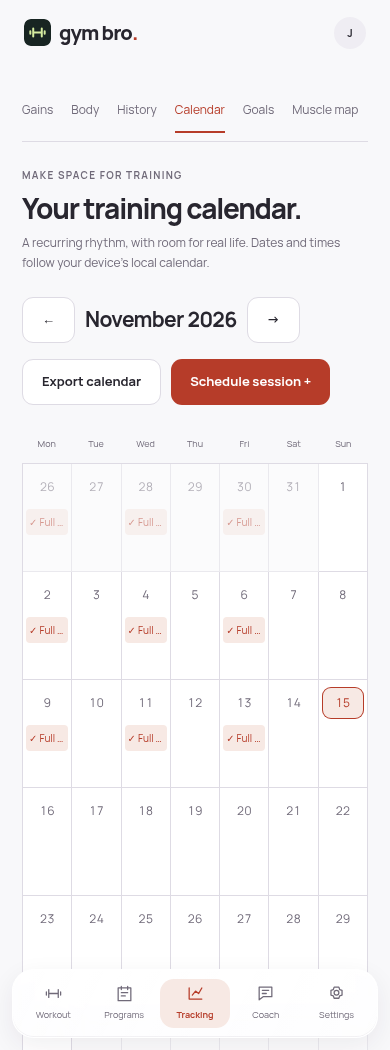 gym bro.
J
Gains Body History Calendar Goals Muscle map
MAKE SPACE FOR TRAINING
Your training calendar.
A recurring rhythm, with room for real life. Dates and times
follow your device's local calendar.
← November 2026 →
Export calendar Schedule session +
Mon Tue Wed Thu Fri Sat Sun
26 27 28 29 30 31 1
✓ Full ... ✓ Full ... ✓ Full ...
2 3 4 5 6 7 8
✓ Full ... ✓ Full ... ✓ Full ...
9 10 11 12 13 14 15
✓ Full ... ✓ Full ... ✓ Full ...
16 17 18 19 20 21 22
23 24 25 26 27 28 29
Workout Programs Tracking Coach Settings